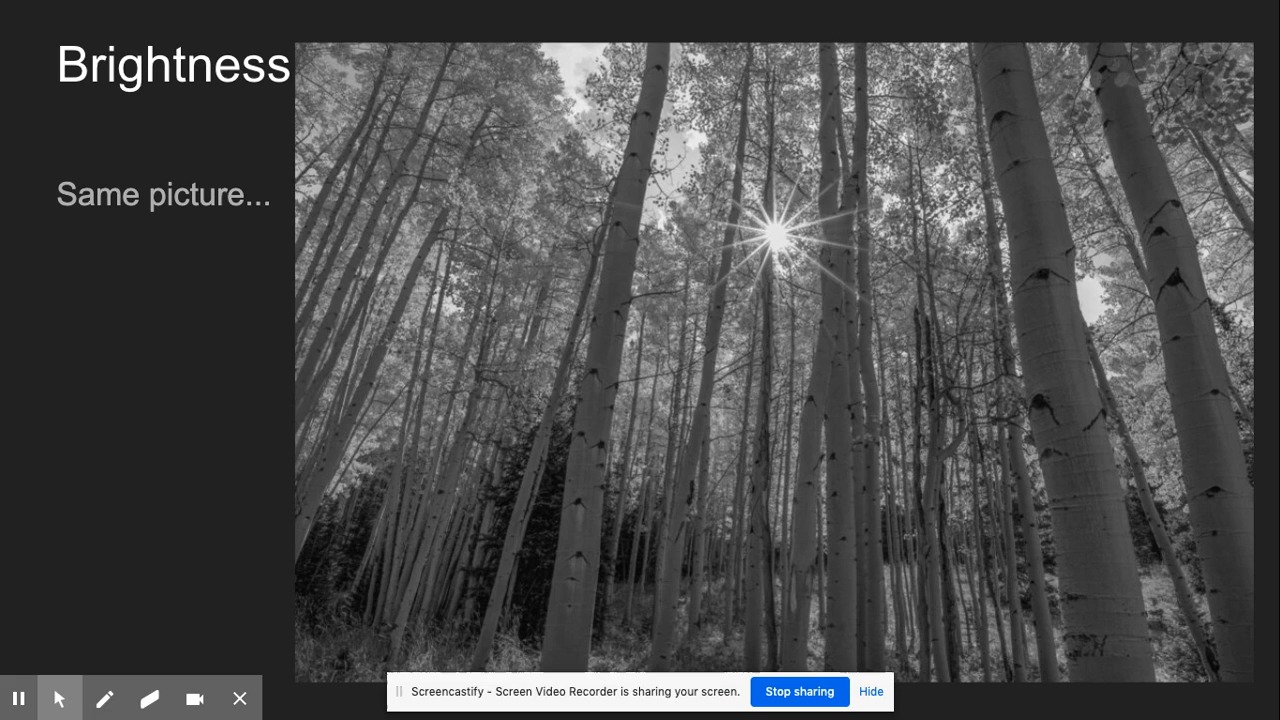 Brightness
Same picture...
Screencastify - Screen Video Recorder is sharing your screen.
Stop sharing
Hide